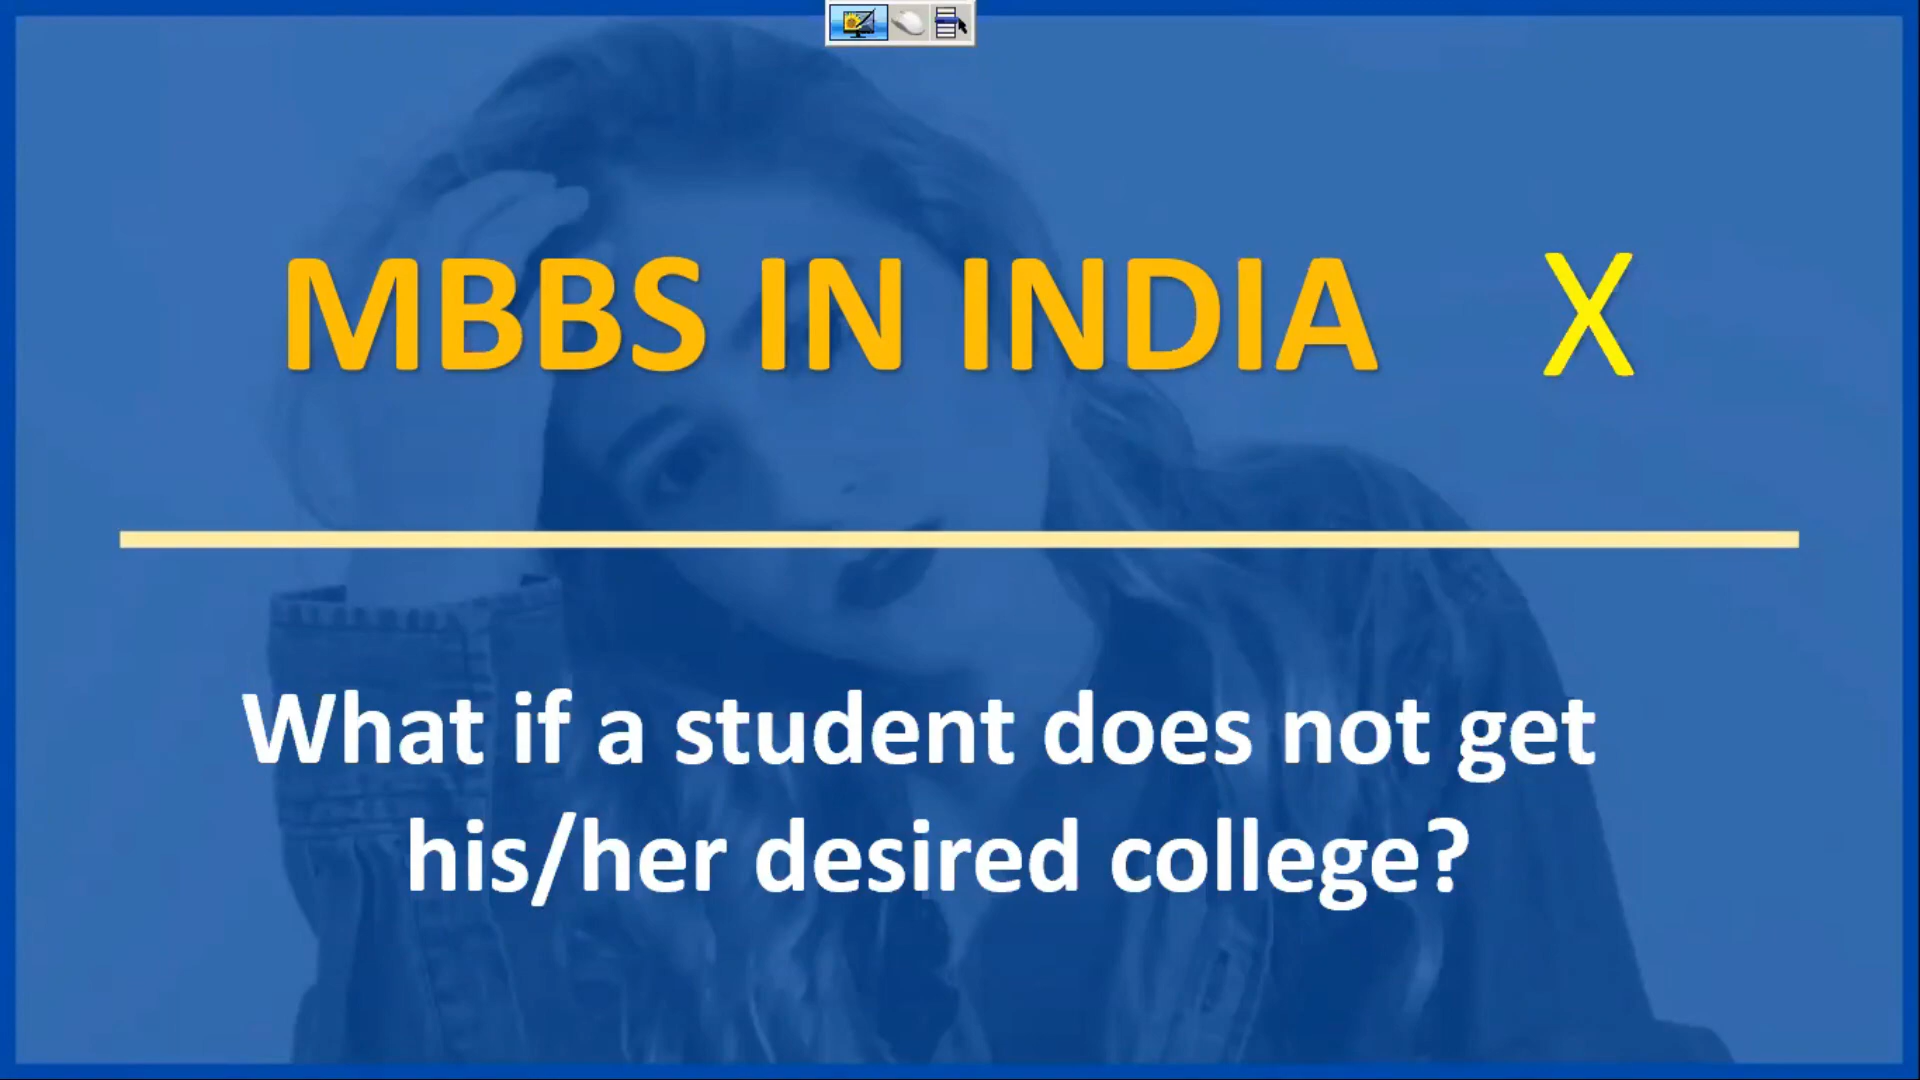 MBBS IN INDIA X
What if a student does not get
his/her desired college?